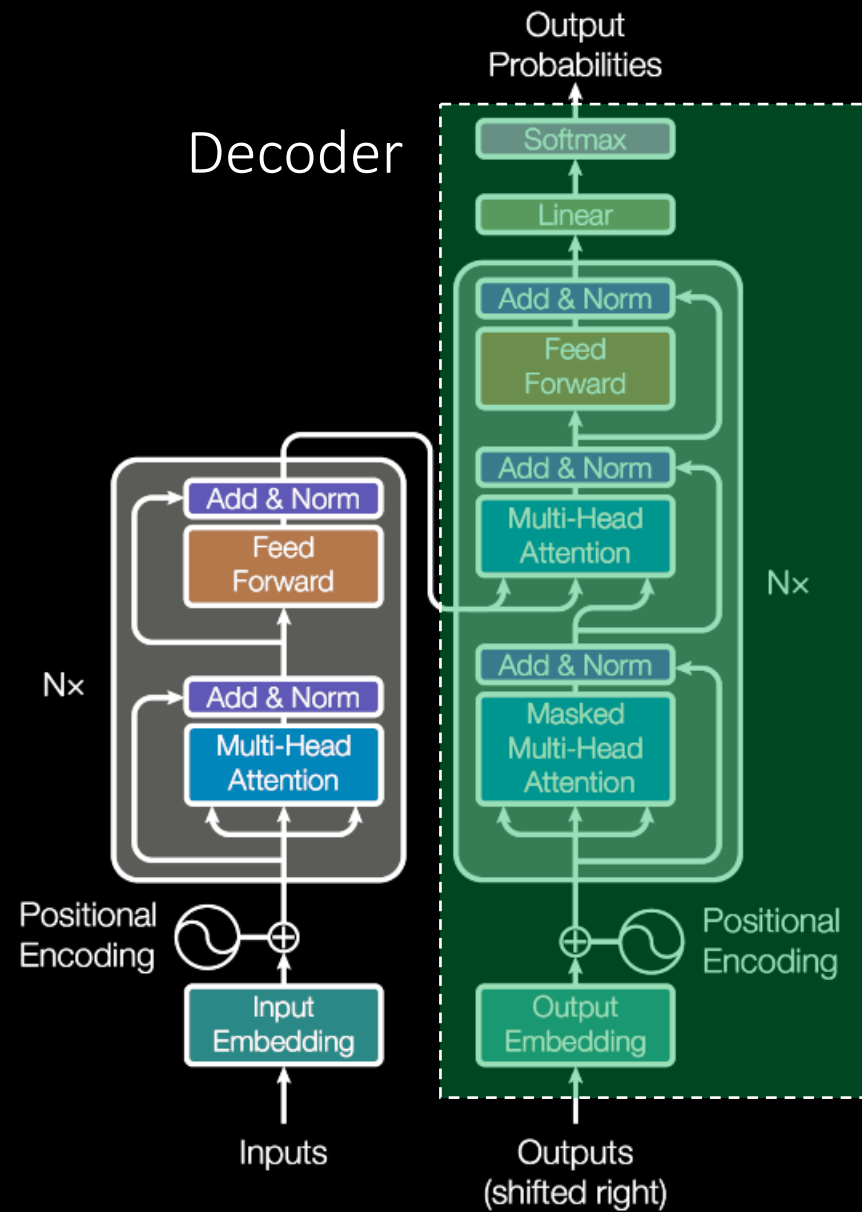 Output
Probabilities
Decoder
Softmax
Linear
Add & Norm
Feed
Forward
Add & Norm
Multi-Head
Attention
Nx
Add & Norm
Masked
Multi-Head
Attention
Positional
Encoding
Output
Embedding
Outputs
(shifted right)
Add & Norm
Feed
Forward
Nx
Add & Norm
Multi-Head
Attention
Positional
Encoding
Input
Embedding
Inputs